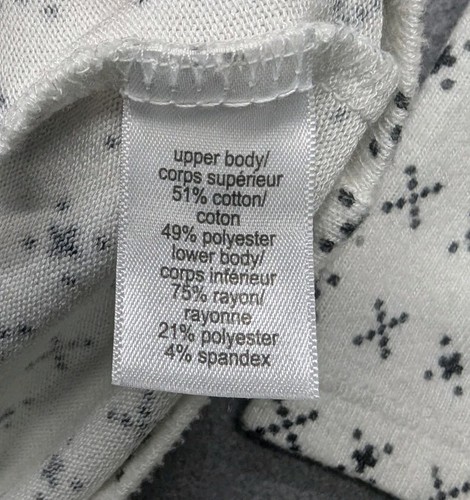 upper body/
corps supérieur
51% cotton/
coton
49% polyester
lower body/
corps inférieur
75% rayon/
rayonne
21% polyester
4% spandex